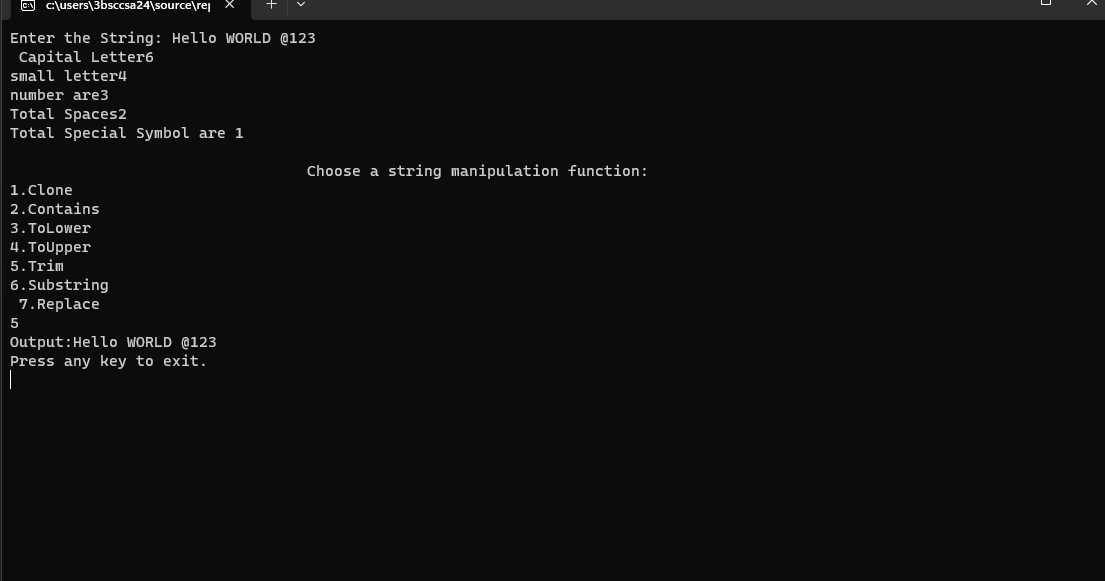 c:\users\3bsccsa24\source\rep
Enter the String: Hello WORLD @123
Capital Letter6
small letter4
number are3
Total Spaces2
Total Special Symbol are 1
Choose a string manipulation function:
1.Clone
2.Contains
3.ToLower
4.ToUpper
5.Trim
6.Substring
7.Replace
5
Output:Hello WORLD @123
Press any key to exit.